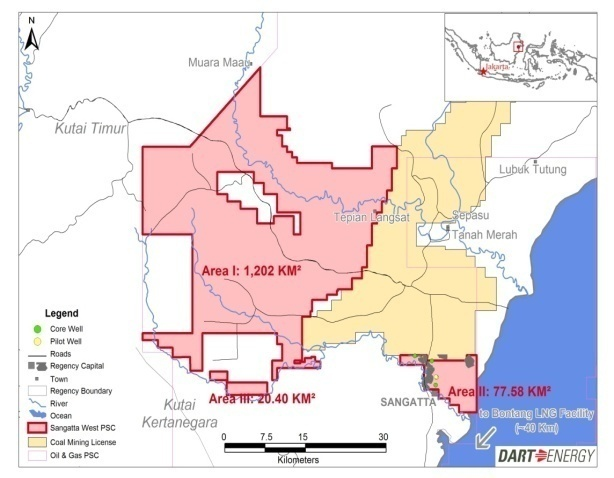 N
Muara Maau
Jakarta
Kutai Timur
Lubuk Tutung
Tepian Langsat
Sepasu
Tanah Merah
Area I: 1,202 KM²
Legend
Core Well
Pilot Well
Roads
Regency Capital
Town
Regency Boundary
River
Ocean
Sangatta West PSC
Coal Mining License
Oil & Gas PSC
Area III: 20.40 KM²
Kutai
Kertanegara
SANGATTA
Area II: 77.58 KM²
to Bontang LNG Facility
(~40 Km)
0 7.5 15 30
Kilometers
DART ENERGY